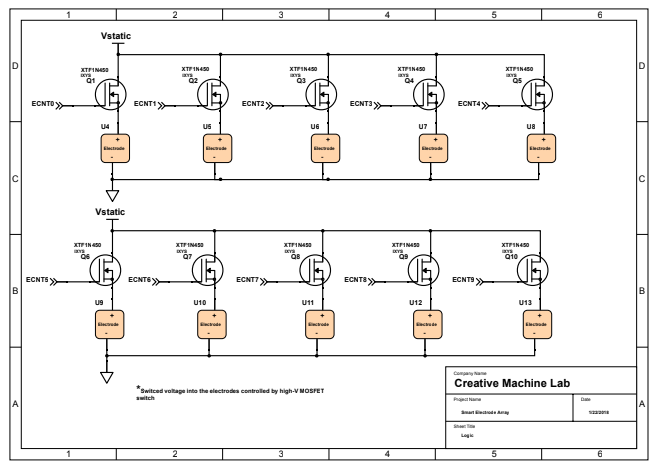 1 2 3 4 5 6
Vstatic
D D
XTF1N450 XTF1N450 XTF1N450 XTF1N450 XTF1N450
IXYS IXYS IXYS IXYS IXYS
Q1 Q2 Q3 Q4 Q5
ECNT0 ECNT1 ECNT2 ECNT3 ECNT4
U4 U5 U6 U7 U8
+ + + + +
Electrode Electrode Electrode Electrode Electrode
- - - - -
C C
Vstatic
XTF1N450 XTF1N450 XTF1N450 XTF1N450 XTF1N450
IXYS IXYS IXYS IXYS IXYS
Q6 Q7 Q8 Q9 Q10
ECNT5 ECNT6 ECNT7 ECNT8 ECNT9
B B
U9 U10 U11 U12 U13
+ + + + +
Electrode Electrode Electrode Electrode Electrode
- - - - -
*Switced voltage into the electrodes controlled by high-V MOSFET
switch
A A
Company Name
Creative Machine Lab
Project Name Date
Smart Electrode Array 1/22/2018
Sheet Title
Logic
1 2 3 4 5 6